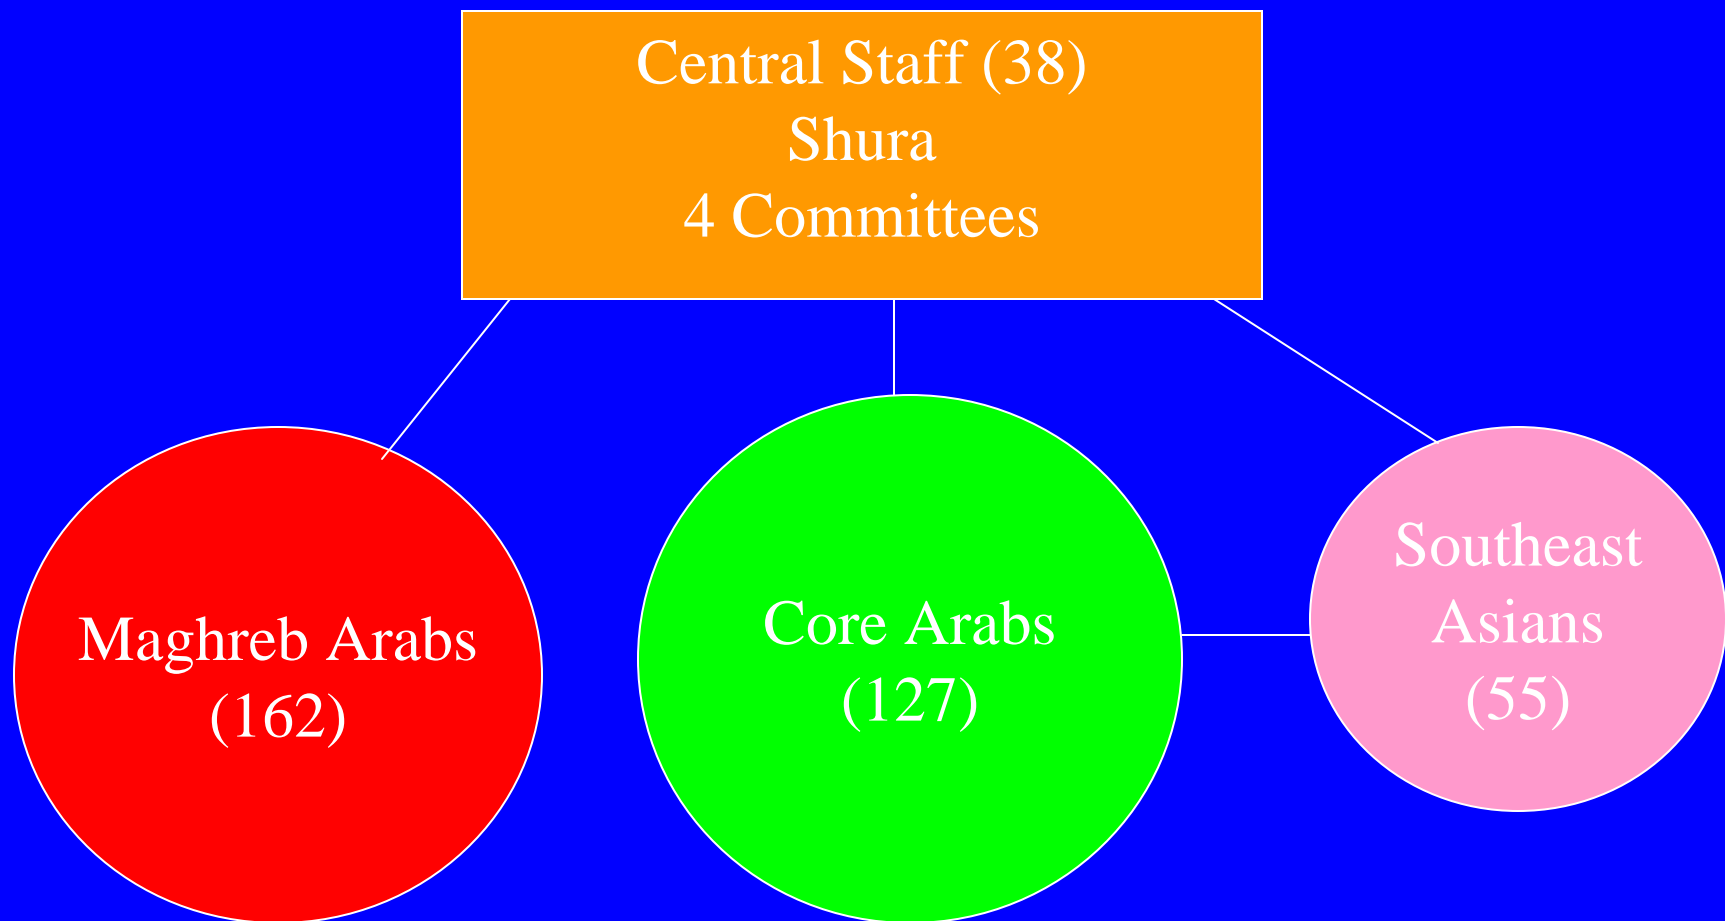 Central Staff (38)
Shura
4 Committees
Maghreb Arabs
(162)
Core Arabs
(127)
Southeast
Asians
(55)